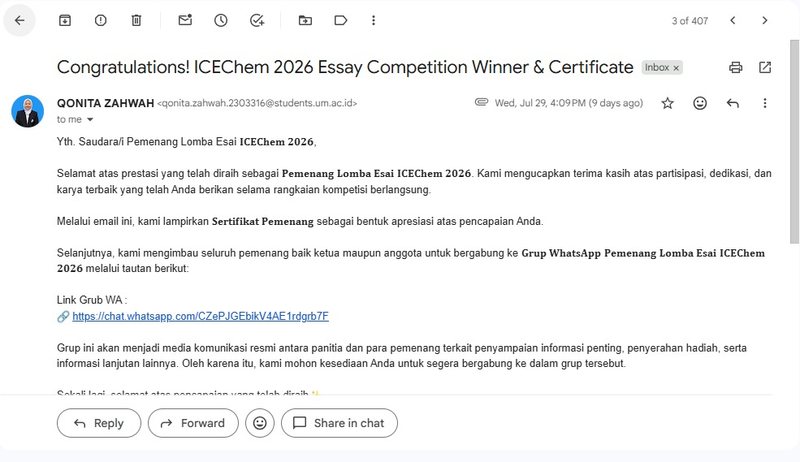 3 of 407
Congratulations! ICEChem 2026 Essay Competition Winner & Certificate Inbox ×
QONITA ZAHWAH <qonita.zahwah.2303316@students.um.ac.id> Wed, Jul 29, 4:09 PM (9 days ago)
to me
Yth. Saudara/i Pemenang Lomba Esai ICEChem 2026,
Selamat atas prestasi yang telah diraih sebagai Pemenang Lomba Esai ICEChem 2026. Kami mengucapkan terima kasih atas partisipasi, dedikasi, dan
karya terbaik yang telah Anda berikan selama rangkaian kompetisi berlangsung.
Melalui email ini, kami lampirkan Sertifikat Pemenang sebagai bentuk apresiasi atas pencapaian Anda.
Selanjutnya, kami mengimbau seluruh pemenang baik ketua maupun anggota untuk bergabung ke Grup WhatsApp Pemenang Lomba Esai ICEChem
2026 melalui tautan berikut:
Link Grub WA :
🔗 https://chat.whatsapp.com/CZePJGEbikV4AE1rdgrb7F
Grup ini akan menjadi media komunikasi resmi antara panitia dan para pemenang terkait penyampaian informasi penting, penyerahan hadiah, serta
informasi lanjutan lainnya. Oleh karena itu, kami mohon kesediaan Anda untuk segera bergabung ke dalam grup tersebut.
Sekali lagi, selamat atas pencapaian yang telah diraih ✨
Reply
Forward
Share in chat